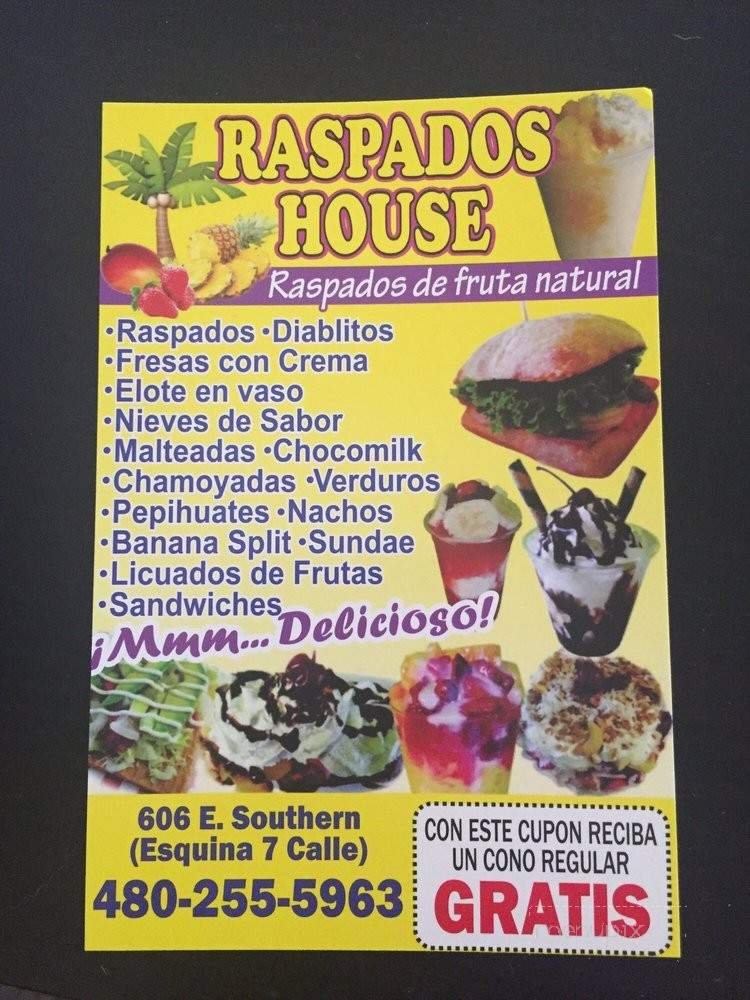 RASPADOS
HOUSE
Raspados de fruta natural
•Raspados •Diablitos
•Fresas con Crema
•Elote en vaso
•Nieves de Sabor
•Malteadas •Chocomilk
•Chamoyadas •Verduros
•Pepihuates •Nachos
•Banana Split •Sundae
•Licuados de Frutas
•Sandwiches
¡Mmm... Delicioso!
606 E. Southern
(Esquina 7 Calle)
480-255-5963
CON ESTE CUPON RECIBA
UN CONO REGULAR
GRATIS